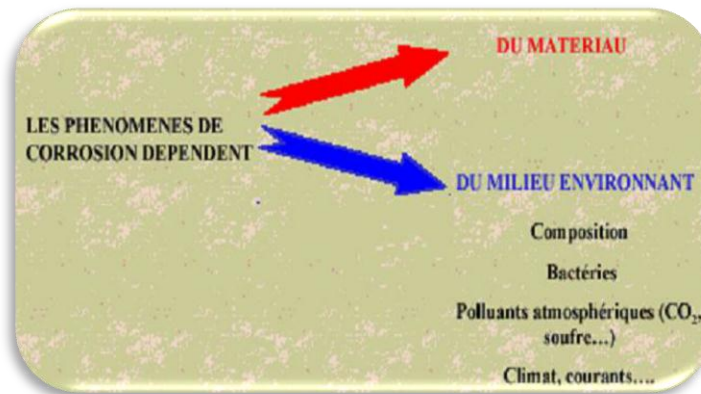 DU MATERIAU
LES PHENOMENES DE
CORROSION DEPENDENT
DU MILIEU ENVIRONNANT
Composition
Bactéries
Polluants atmosphériques (CO₂,
soufre...)
Climat, courants....